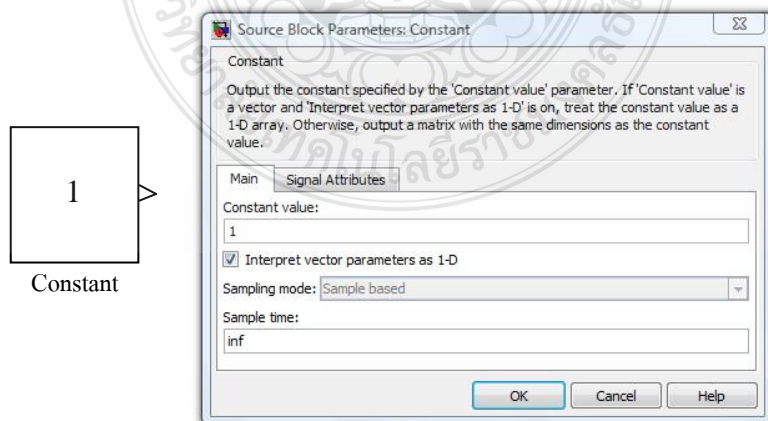 1
Constant
Source Block Parameters: Constant
Constant
Output the constant specified by the 'Constant value' parameter. If 'Constant value' is
a vector and 'Interpret vector parameters as 1-D' is on, treat the constant value as a
1-D array. Otherwise, output a matrix with the same dimensions as the constant
value.
Main
Signal Attributes
Constant value:
1
Interpret vector parameters as 1-D
Sampling mode: Sample based
Sample time:
inf
OK
Cancel
Help